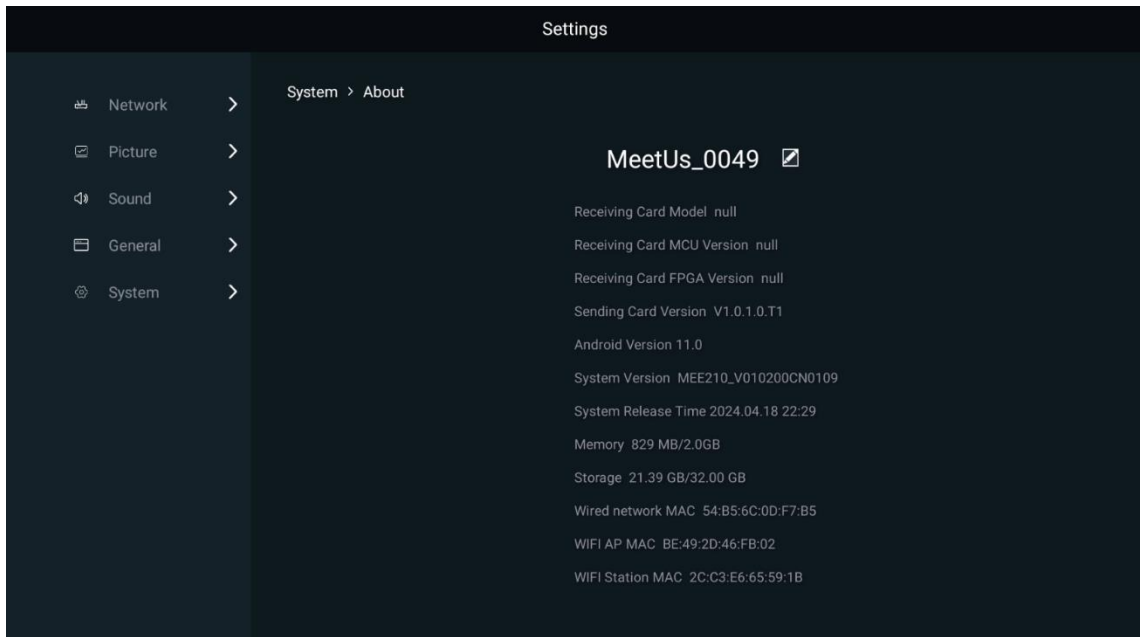 Settings
Network
Picture
Sound
General
System
System > About
MeetUs_0049
Receiving Card Model null
Receiving Card MCU Version null
Receiving Card FPGA Version null
Sending Card Version V1.0.1.0.T1
Android Version 11.0
System Version MEE210_V010200CN0109
System Release Time 2024.04.18 22:29
Memory 829 MB/2.0GB
Storage 21.39 GB/32.00 GB
Wired network MAC 54:B5:6C:0D:F7:B5
WIFI AP MAC BE:49:2D:46:FB:02
WIFI Station MAC 2C:C3:E6:65:59:1B